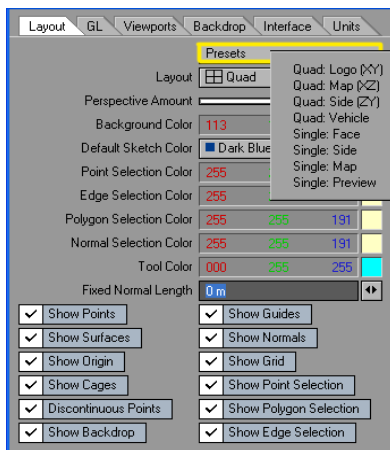 Layout GL Viewports Backdrop Interface Units
Presets
Quad: Logo (XY)
Quad: Map (XZ)
Quad: Side (ZY)
Quad: Vehicle
Single: Face
Single: Side
Single: Map
Single: Preview
Layout Quad
Perspective Amount
Background Color 113
Default Sketch Color Dark Blue
Point Selection Color 255
Edge Selection Color 255
Polygon Selection Color 255 255 191
Normal Selection Color 255 255 191
Tool Color 000 255 255
Fixed Normal Length 0 m
Show Points Show Guides
Show Surfaces Show Normals
Show Origin Show Grid
Show Cages Show Point Selection
Discontinuous Points Show Polygon Selection
Show Backdrop Show Edge Selection